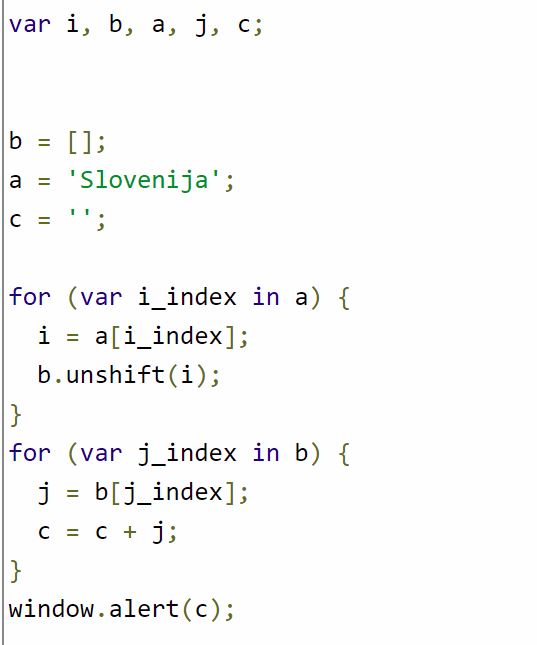 var i, b, a, j, c;
b = [];
a = 'Slovenija';
c = '';
for (var i_index in a) {
  i = a[i_index];
  b.unshift(i);
}
for (var j_index in b) {
  j = b[j_index];
  c = c + j;
}
window.alert(c);